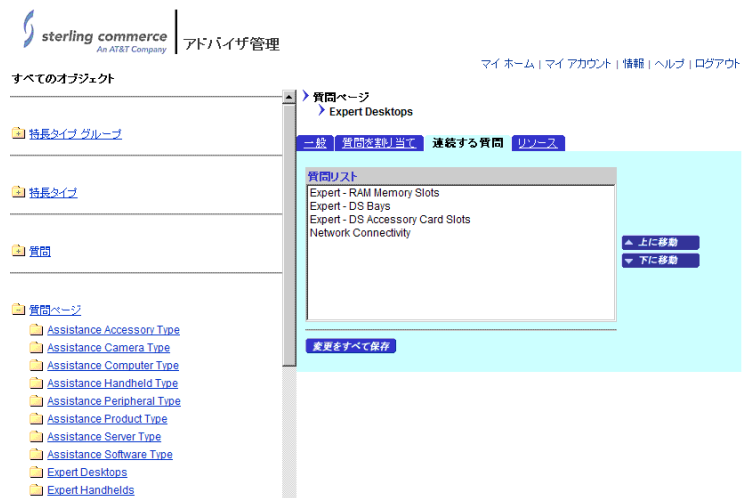 sterling commerce
An AT&T Company
アドバイザ管理
マイ ホーム | マイ アカウント | 情報 | ヘルプ | ログアウト
すべてのオブジェクト
特長タイプ グループ
特長タイプ
質問
質問ページ
Assistance Accessory Type
Assistance Camera Type
Assistance Computer Type
Assistance Handheld Type
Assistance Peripheral Type
Assistance Product Type
Assistance Server Type
Assistance Software Type
Expert Desktops
Expert Handhelds
質問ページ
Expert Desktops
一般 質問を割り当て 連続する質問 リソース
質問リスト
Expert - RAM Memory Slots
Expert - DS Bays
Expert - DS Accessory Card Slots
Network Connectivity
上に移動
下に移動
変更をすべて保存